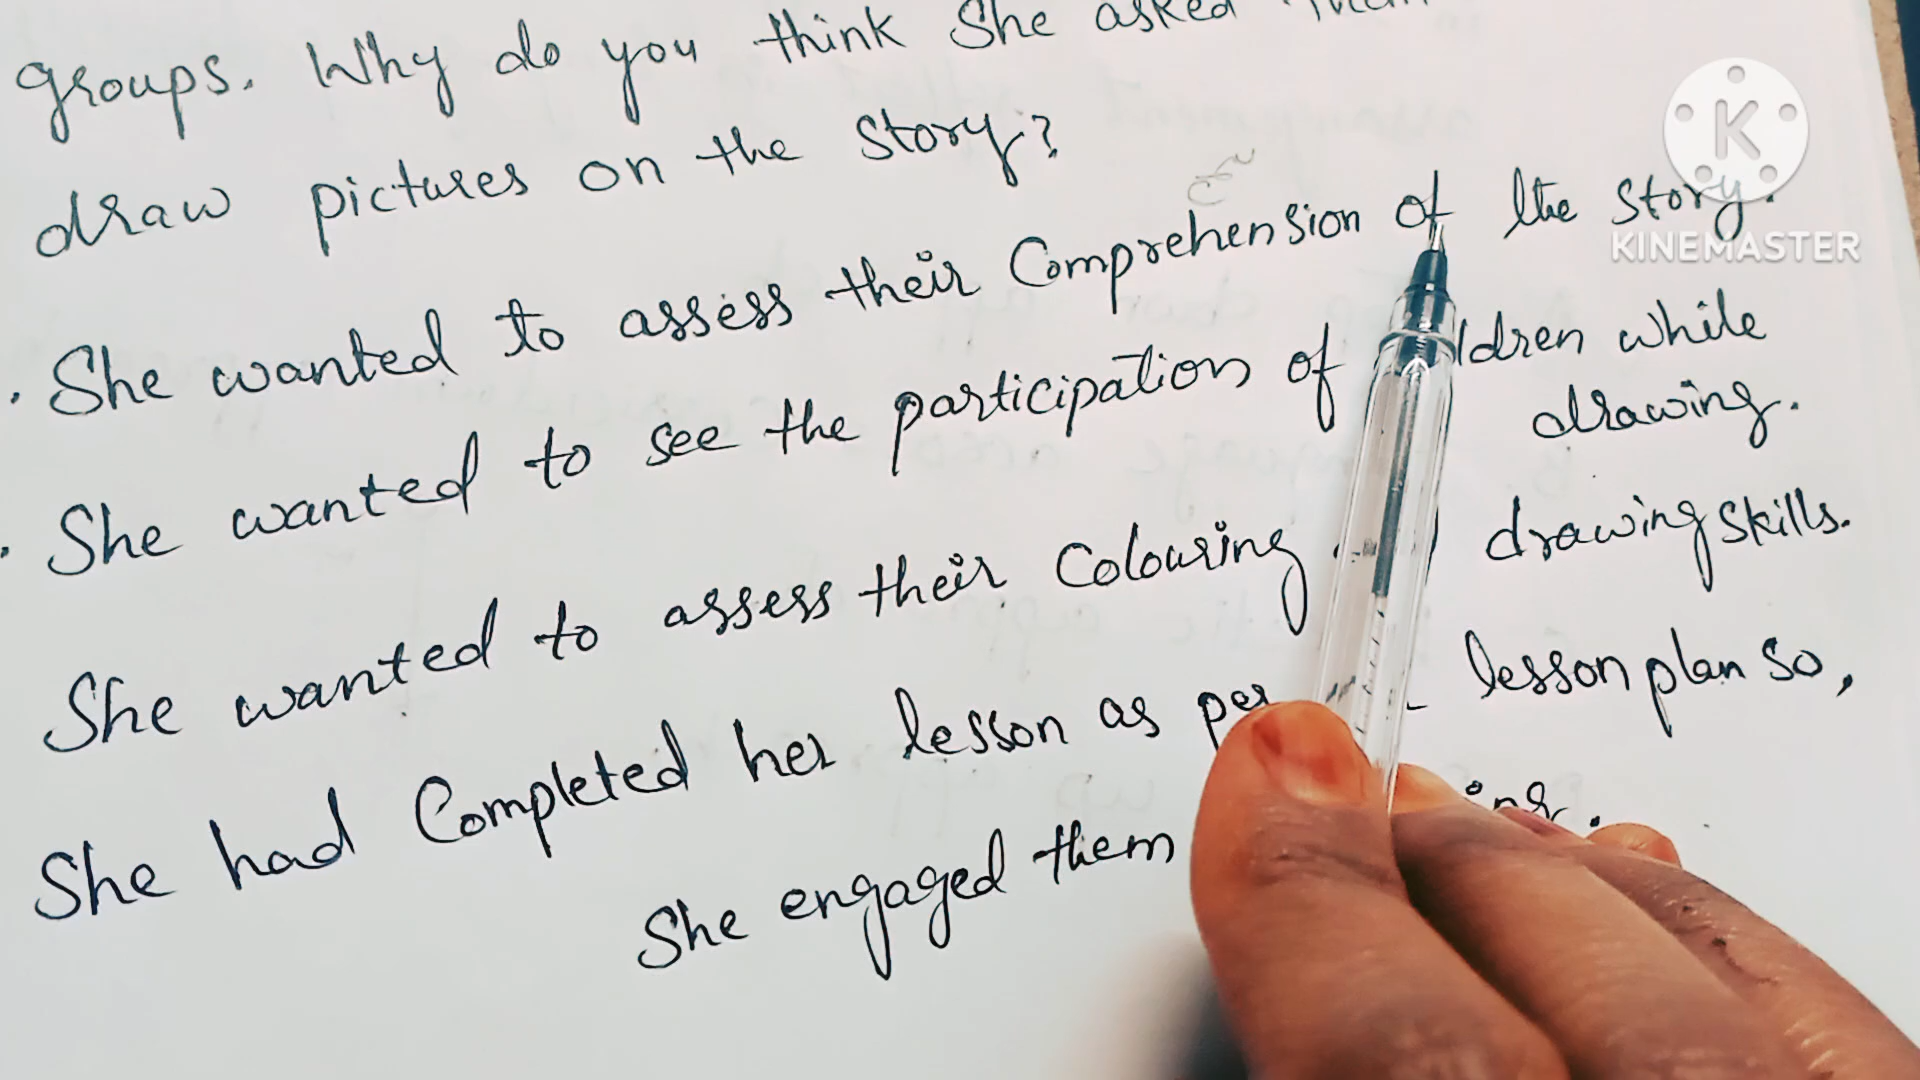 groups. Why do you think She asked
draw pictures on the Story?
. She wanted to assess their Comprehension of the story.
. She wanted to see the participation of while
drawing.
She wanted to assess their Colouring drawing skills.
She had Completed her lesson as per lesson plan so,
She engaged them
K
KINEMASTER